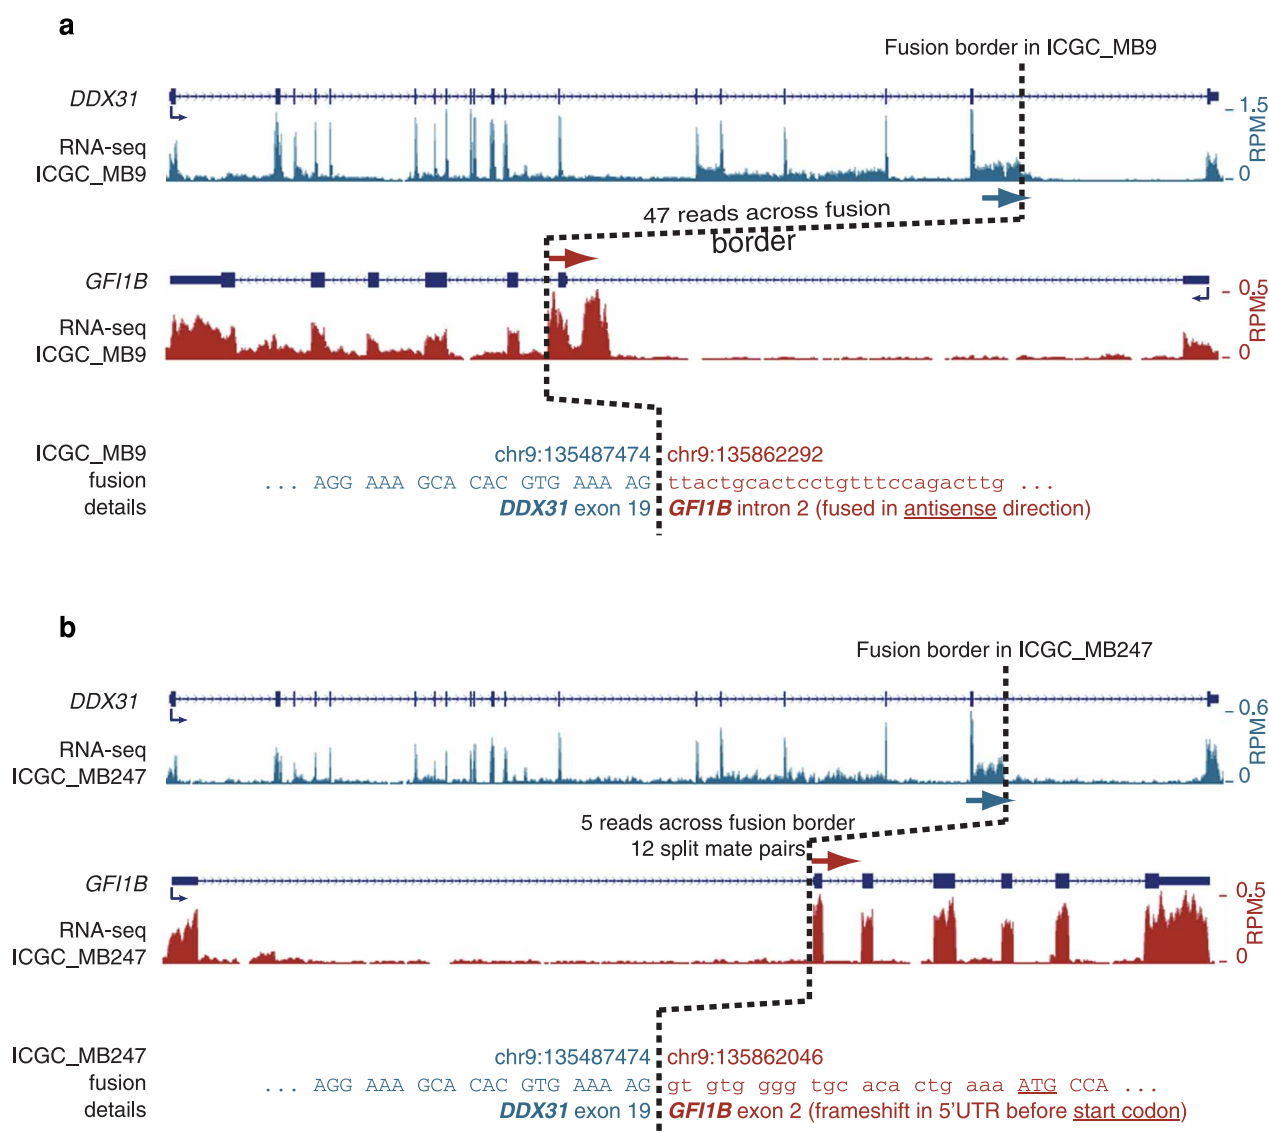 a
Fusion border in ICGC_MB9
DDX31
1.5
RNA-seq
ICGC_MB9
RPM
0
47 reads across fusion
border
GFI1B
0.5
RNA-seq
ICGC_MB9
RPM
0
ICGC_MB9 chr9:135487474 chr9:135862292
fusion ... AGG AAA GCA CAC GTG AAA AG ttactgcactcctgtttccagacttg ...
details DDX31 exon 19 GFI1B intron 2 (fused in antisense direction)
b
Fusion border in ICGC_MB247
DDX31
0.6
RNA-seq
ICGC_MB247
RPM
0
5 reads across fusion border
12 split mate pairs
GFI1B
0.5
RNA-seq
ICGC_MB247
RPM
0
ICGC_MB247 chr9:135487474 chr9:135862046
fusion ... AGG AAA GCA CAC GTG AAA AG gt gtg ggg tgc aca ctg aaa ATG CCA ...
details DDX31 exon 19 GFI1B exon 2 (frameshift in 5'UTR before start codon)